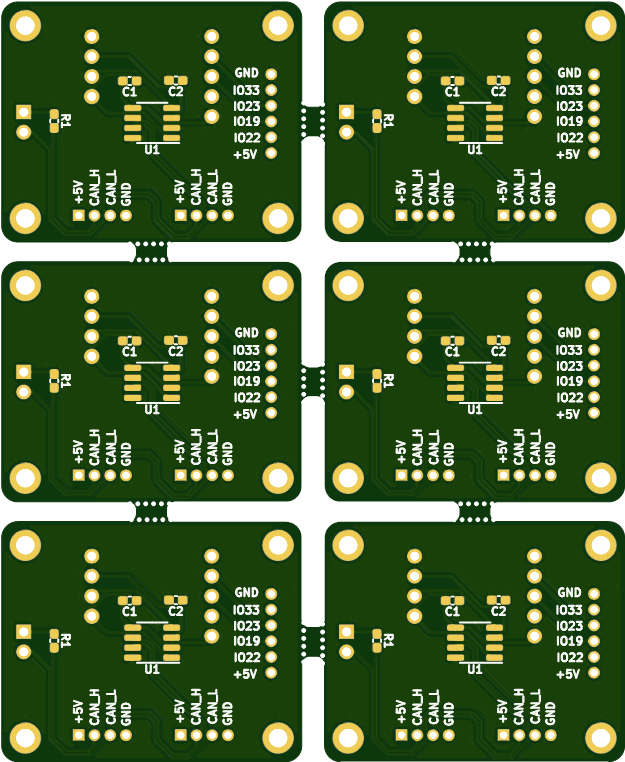 GND GND
IO33 IO33
C1 C2 C1 C2
IO23 IO23
R1 IO19 R1 IO19
U1 IO22 U1 IO22
+5V +5V
+5V CAN_H CAN_L GND +5V CAN_H CAN_L GND +5V CAN_H CAN_L GND +5V CAN_H CAN_L GND
GND GND
IO33 IO33
C1 C2 C1 C2
IO23 IO23
R1 IO19 R1 IO19
U1 IO22 U1 IO22
+5V +5V
+5V CAN_H CAN_L GND +5V CAN_H CAN_L GND +5V CAN_H CAN_L GND +5V CAN_H CAN_L GND
GND GND
IO33 IO33
C1 C2 C1 C2
IO23 IO23
R1 IO19 R1 IO19
U1 IO22 U1 IO22
+5V +5V
+5V CAN_H CAN_L GND +5V CAN_H CAN_L GND +5V CAN_H CAN_L GND +5V CAN_H CAN_L GND